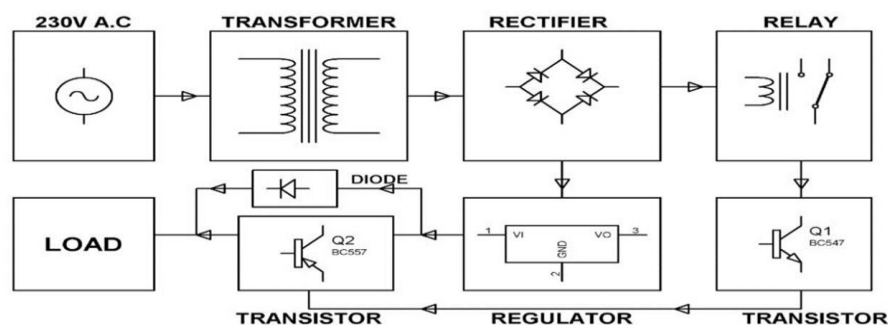 230V A.C TRANSFORMER RECTIFIER RELAY
DIODE
LOAD
Q2
BC557
1 VI VO 3
GND
2
Q1
BC547
TRANSISTOR REGULATOR TRANSISTOR